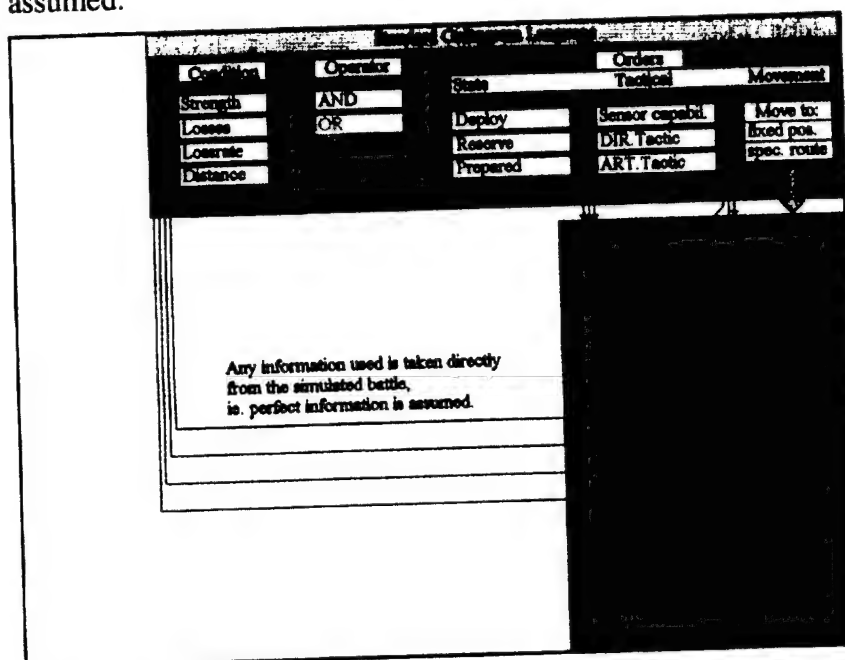 assumed.
Orders
Condition
Operator
State
Tactical
Movement
Strength
Losses
Lossrate
Distance
AND
OR
Deploy
Reserve
Prepared
Sensor capabil.
DIR.Tactic
ART.Tactic
Move to:
fixed pos.
spec. route
Any information used is taken directly
from the simulated battle,
ie. perfect information is assumed.